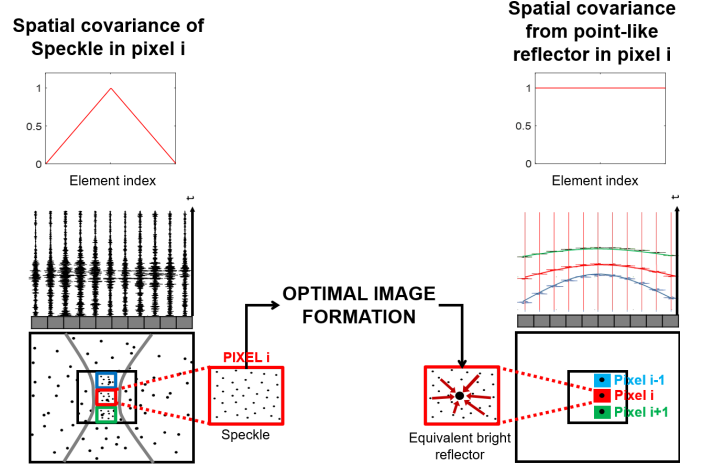 Spatial covariance of
Speckle in pixel i
1
0.5
0
Element index
t
Spatial covariance
from point-like
reflector in pixel i
1
0.5
0
Element index
t
OPTIMAL IMAGE
FORMATION
PIXEL i
Speckle
Equivalent bright
reflector
Pixel i-1
Pixel i
Pixel i+1